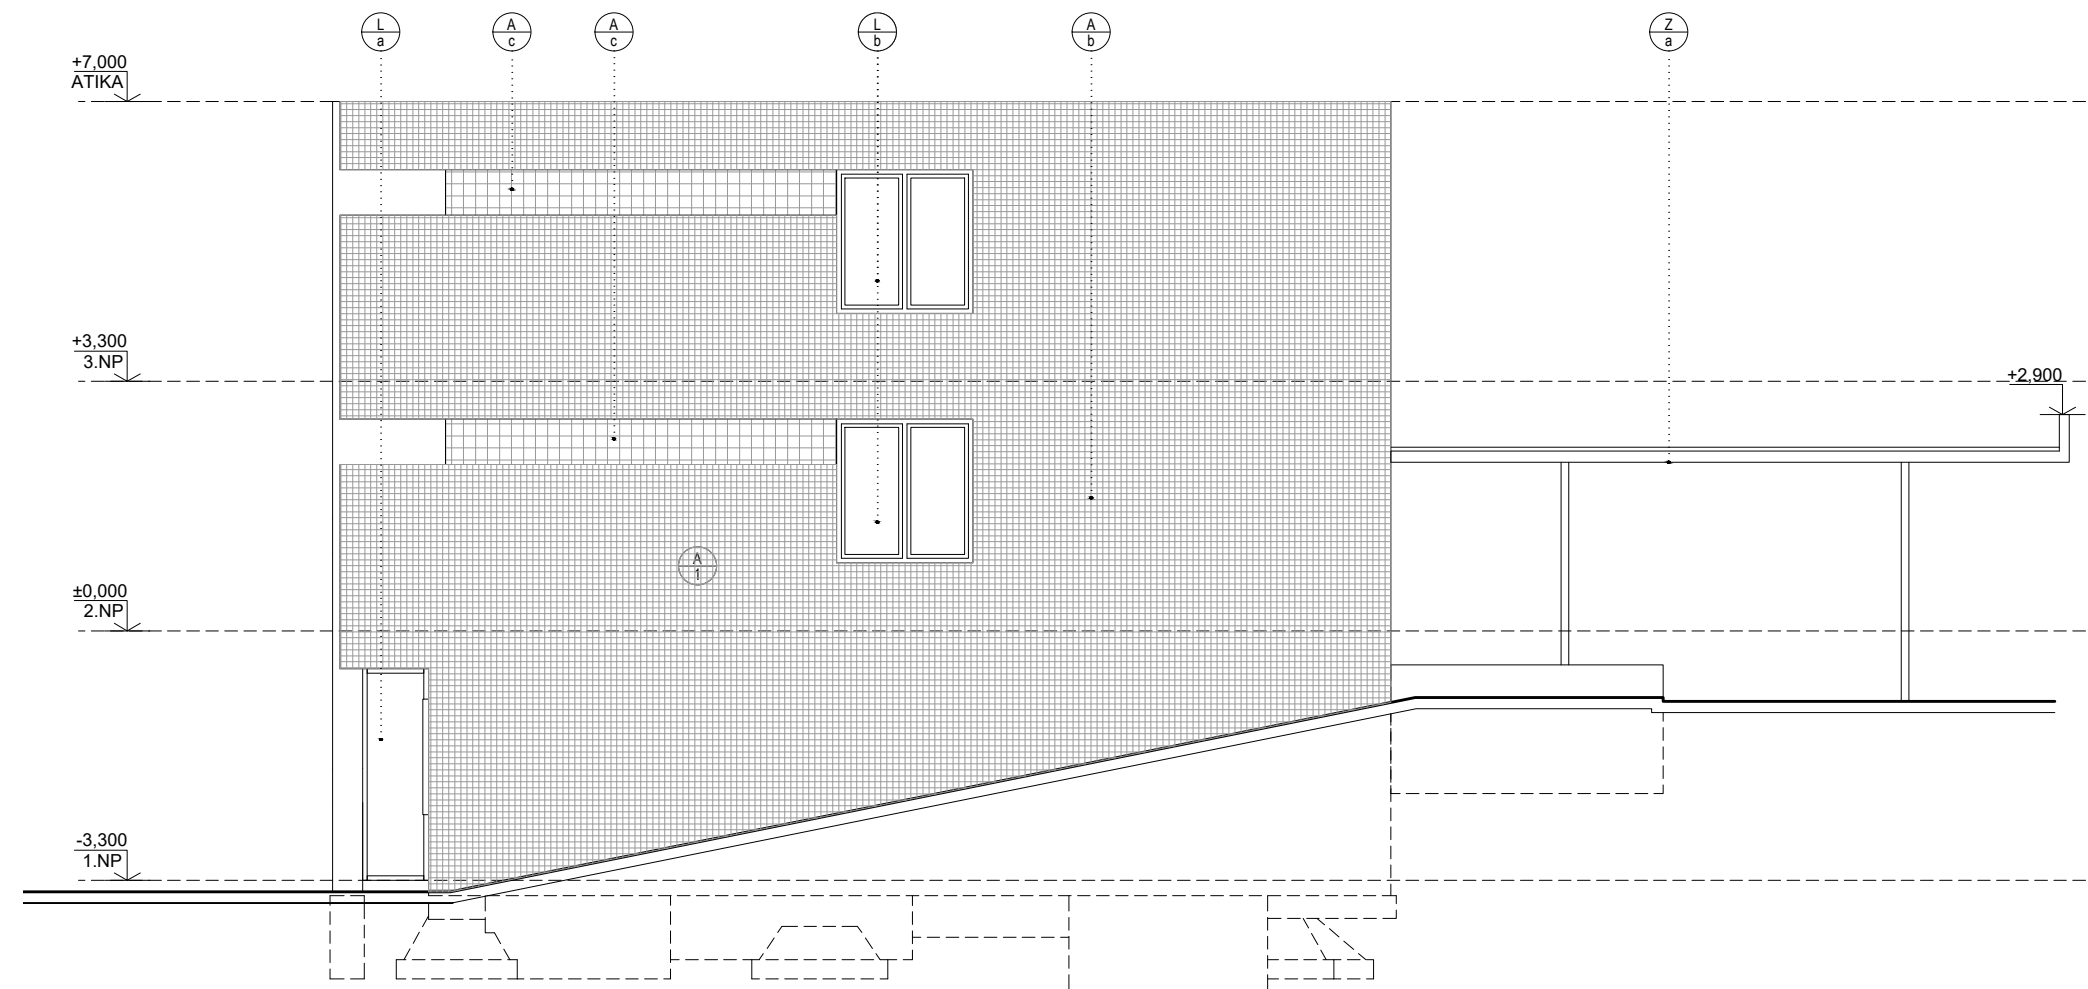 L
a
A
c
A
c
L
b
A
b
Z
a
+7,000
ATIKA
+3,300
3.NP
+2,900
A
1
±0,000
2.NP
-3,300
1.NP